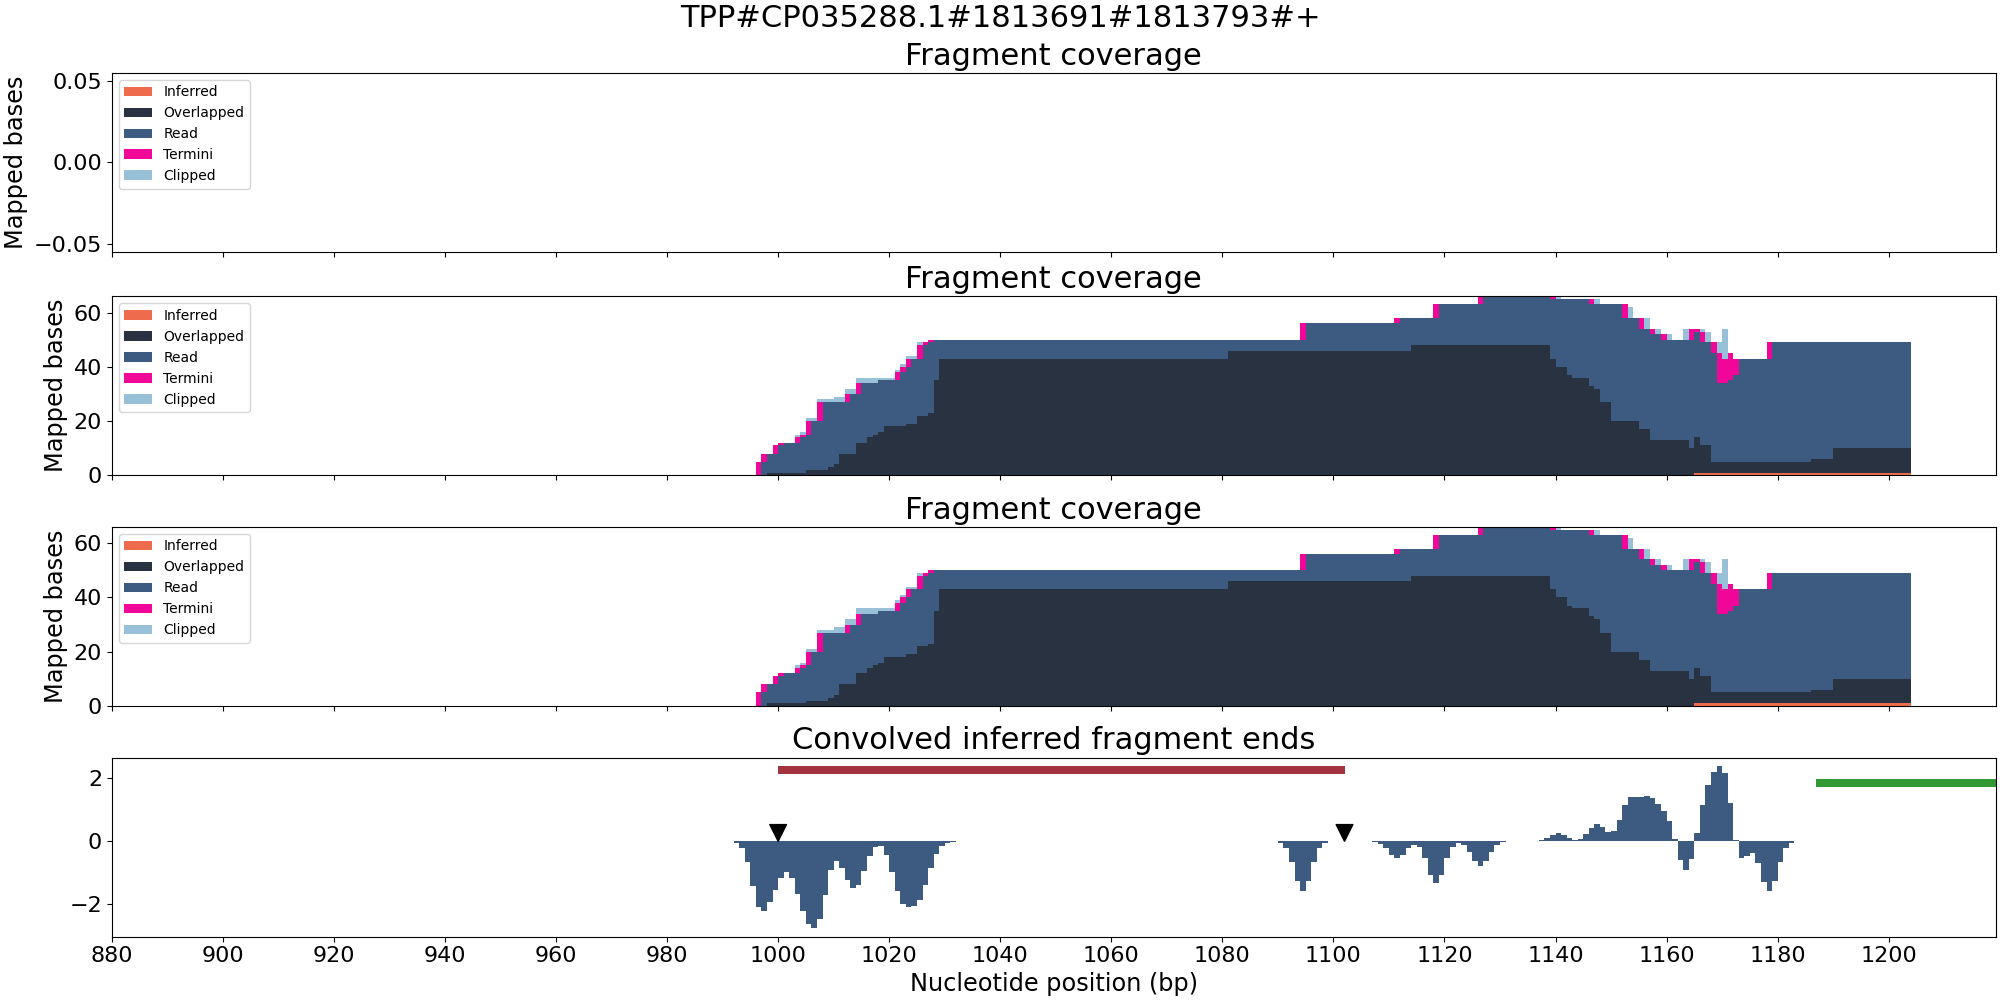 TPP#CP035288.1#1813691#1813793#+
Fragment coverage
Mapped bases
0.05
0.00
−0.05
Inferred
Overlapped
Read
Termini
Clipped
Fragment coverage
Mapped bases
60
40
20
0
Inferred
Overlapped
Read
Termini
Clipped
Fragment coverage
Mapped bases
60
40
20
0
Inferred
Overlapped
Read
Termini
Clipped
Convolved inferred fragment ends
2
0
−2
880 900 920 940 960 980 1000 1020 1040 1060 1080 1100 1120 1140 1160 1180 1200
Nucleotide position (bp)